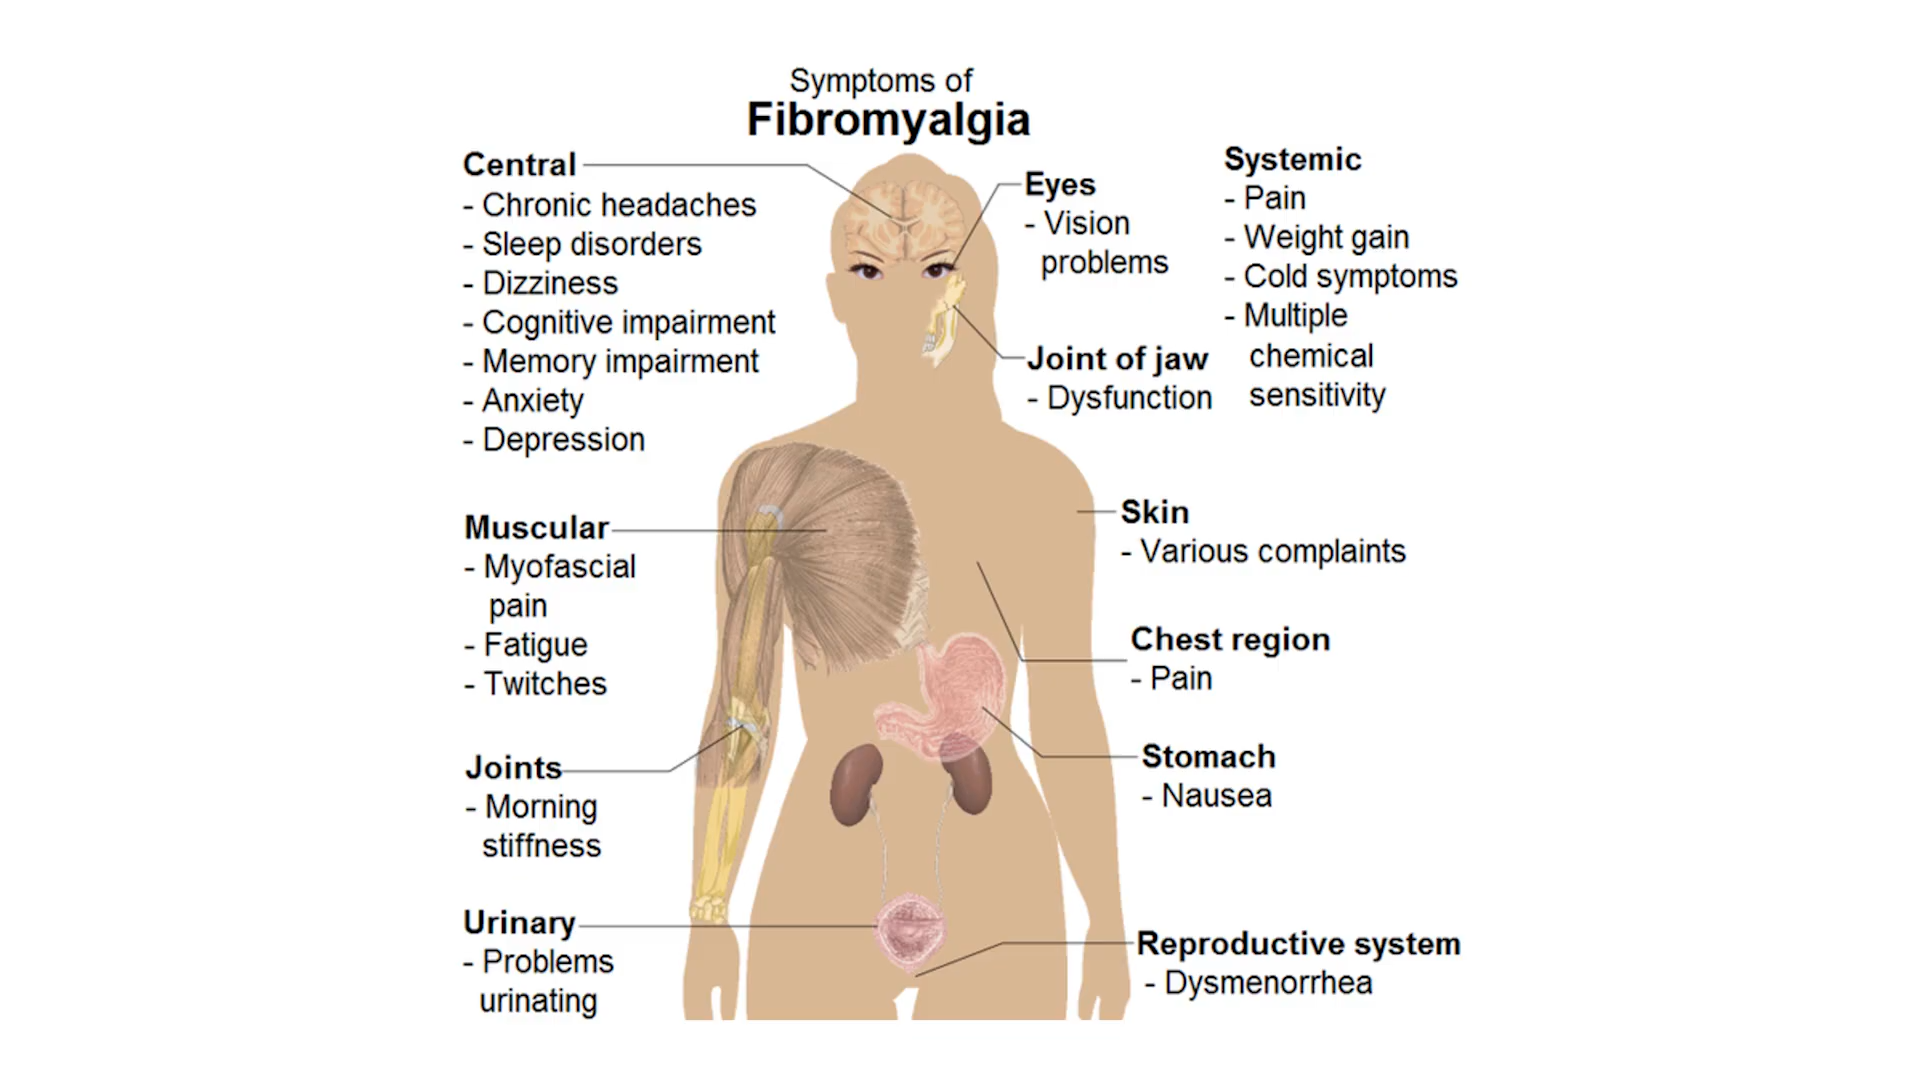 Symptoms of
Fibromyalgia
Central
- Chronic headaches
- Sleep disorders
- Dizziness
- Cognitive impairment
- Memory impairment
- Anxiety
- Depression
Eyes
- Vision
problems
Joint of jaw
- Dysfunction
Systemic
- Pain
- Weight gain
- Cold symptoms
- Multiple
chemical
sensitivity
Muscular
- Myofascial
pain
- Fatigue
- Twitches
Skin
- Various complaints
Chest region
- Pain
Joints
- Morning
stiffness
Stomach
- Nausea
Urinary
- Problems
urinating
Reproductive system
- Dysmenorrhea